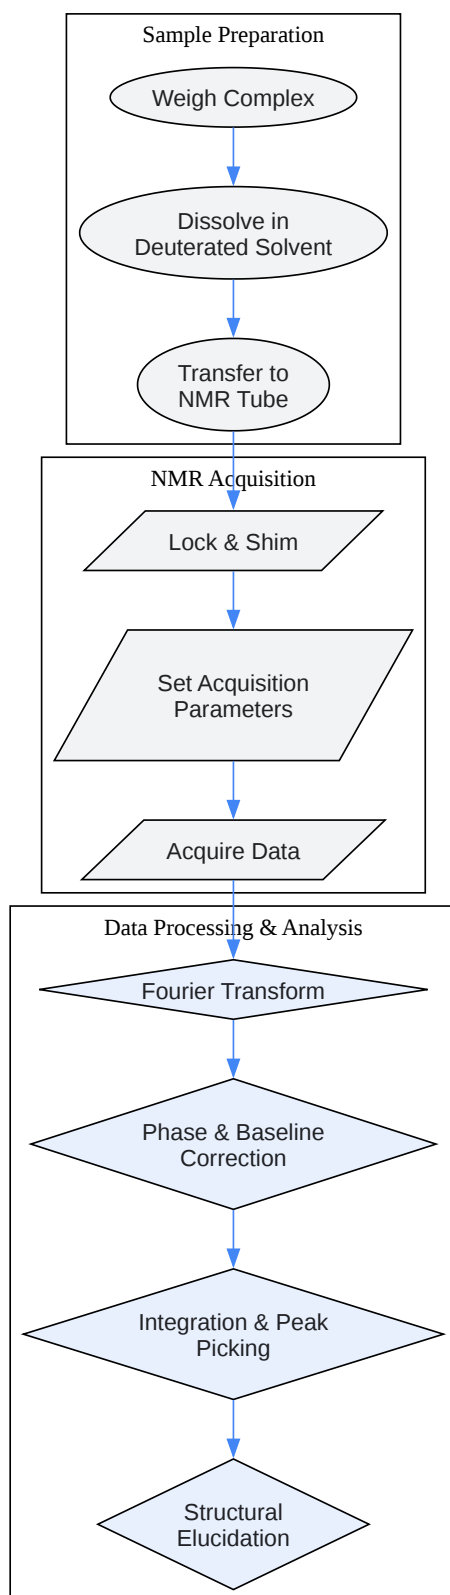 Sample Preparation
Weigh Complex
Dissolve in
Deuterated Solvent
Transfer to
NMR Tube
NMR Acquisition
Lock & Shim
Set Acquisition
Parameters
Acquire Data
Data Processing & Analysis
Fourier Transform
Phase & Baseline
Correction
Integration & Peak
Picking
Structural
Elucidation